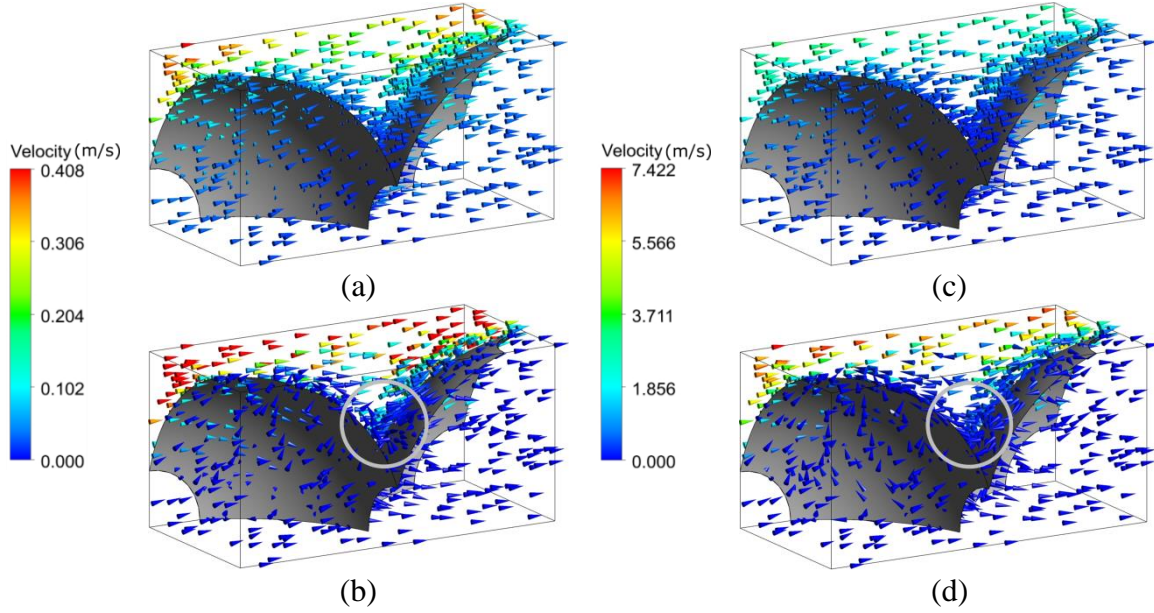 Velocity (m/s)
0.408
0.306
0.204
0.102
0.000
(a)
(b)
Velocity (m/s)
7.422
5.566
3.711
1.856
0.000
(c)
(d)